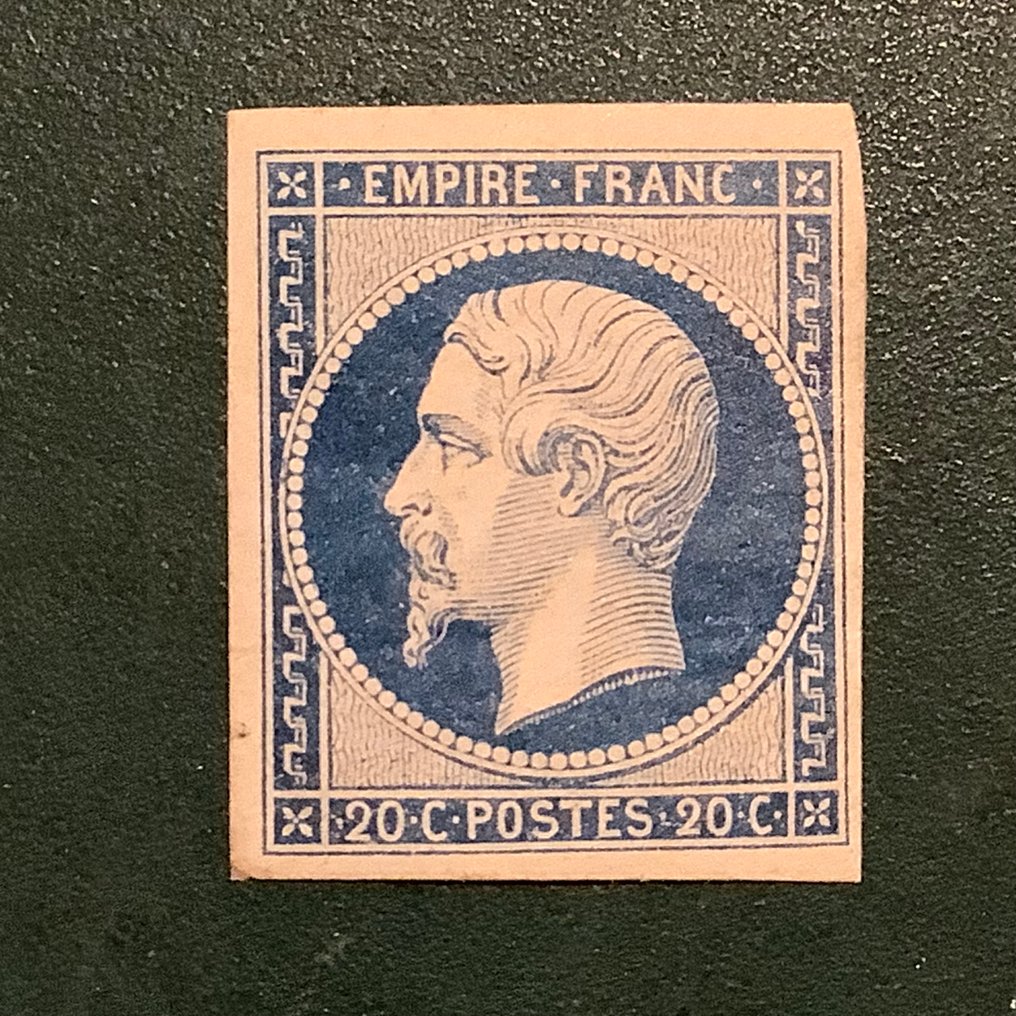 · EMPIRE · FRANC ·
20·C·POSTES·20·C·